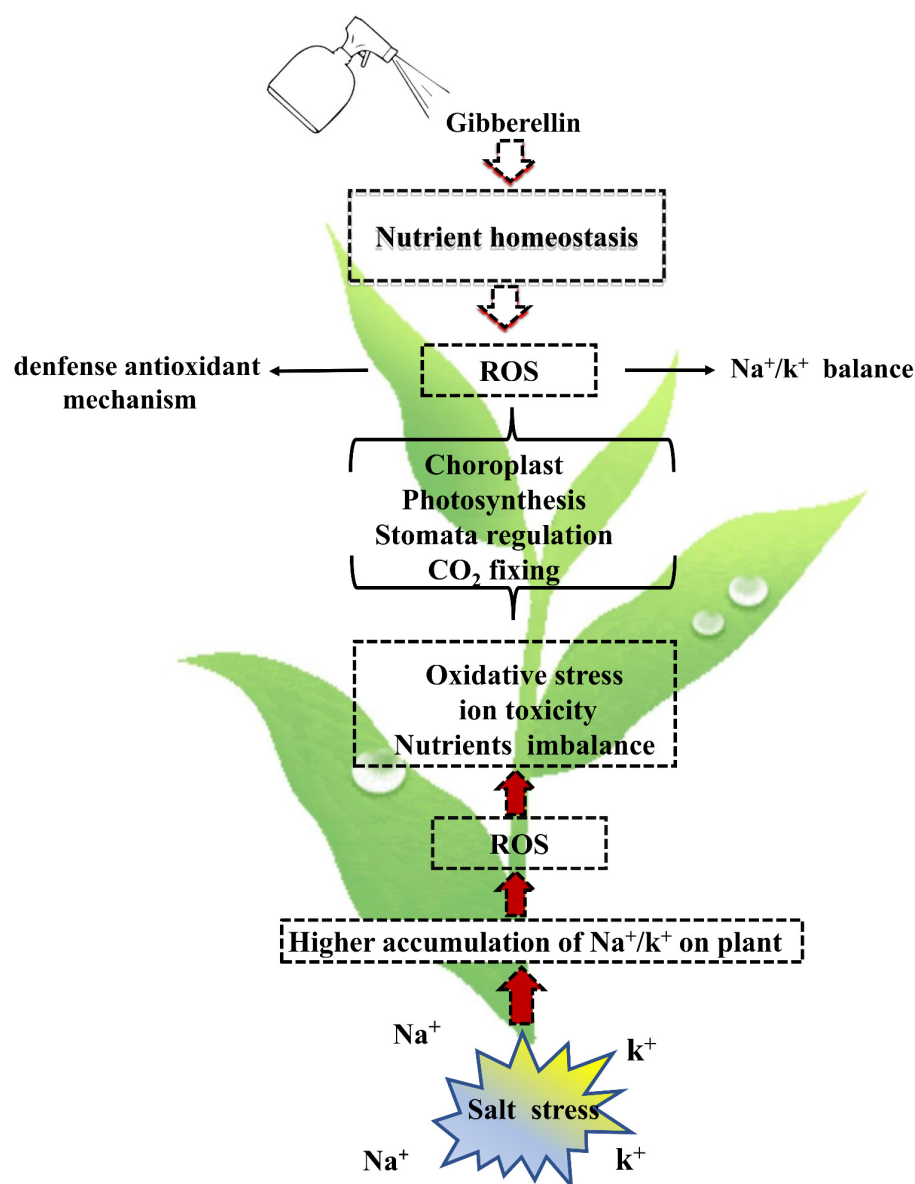 Gibberellin
Nutrient homeostasis
denfense antioxidant
mechanism
ROS
Na⁺/k⁺ balance
Choroplast
Photosynthesis
Stomata regulation
CO₂ fixing
Oxidative stress
ion toxicity
Nutrients imbalance
ROS
Higher accumulation of Na⁺/k⁺ on plant
Na⁺
k⁺
Salt stress
Na⁺
k⁺